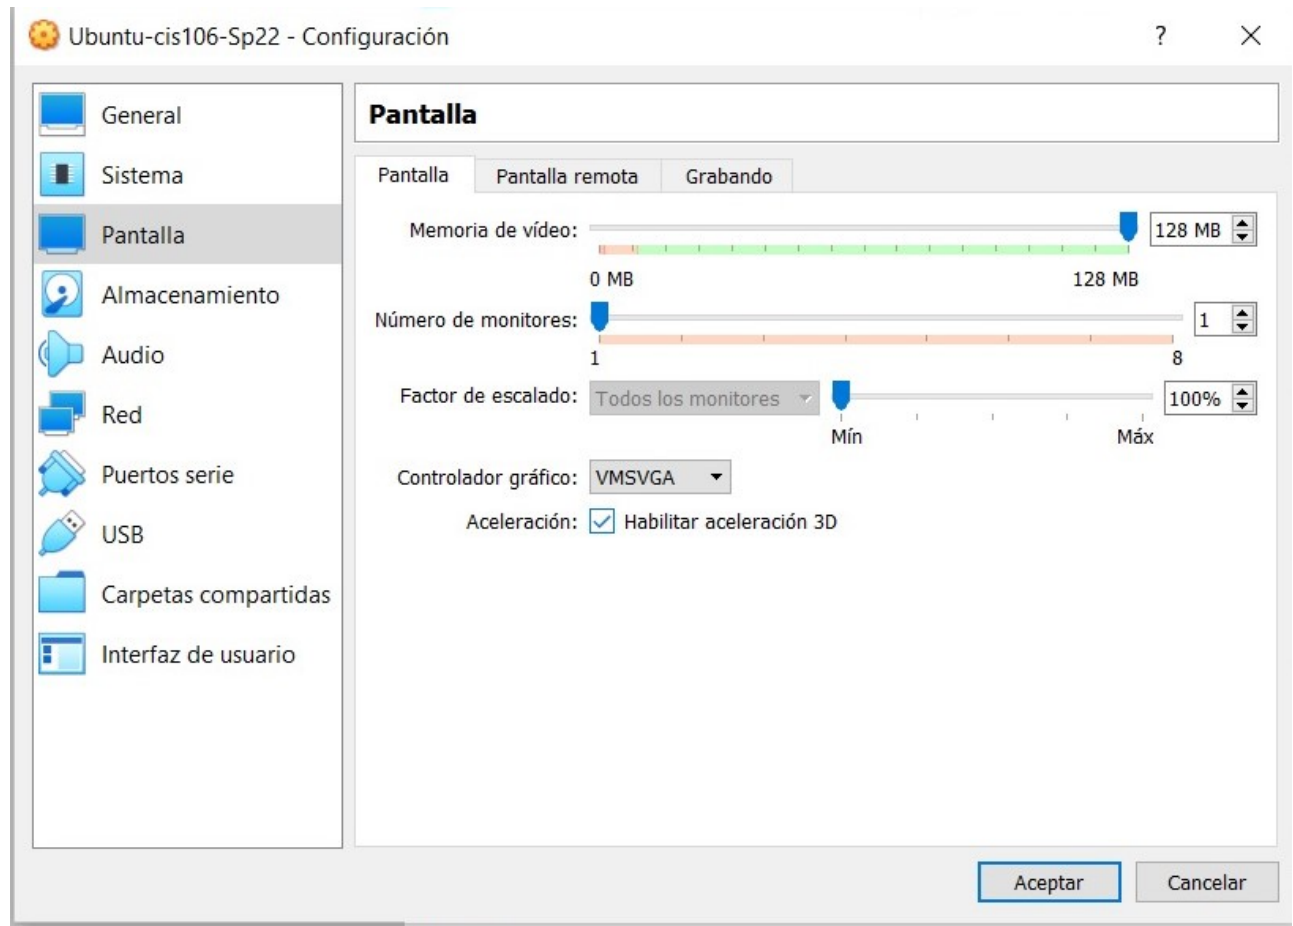 Ubuntu-cis106-Sp22 - Configuración ?
General
Sistema
Pantalla
Almacenamiento
Audio
Red
Puertos serie
USB
Carpetas compartidas
Interfaz de usuario
Pantalla
Pantalla Pantalla remota Grabando
Memoria de vídeo: 128 MB
0 MB 128 MB
Número de monitores: 1
1 8
Factor de escalado: Todos los monitores 100%
Mín Máx
Controlador gráfico: VMSVGA
Aceleración: Habilitar aceleración 3D
Aceptar Cancelar